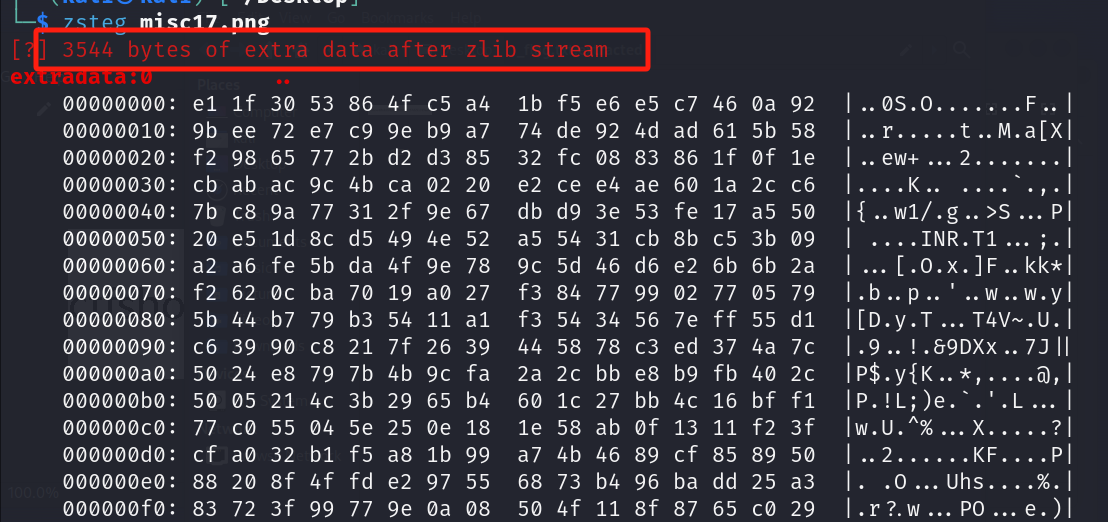 (kali㉿kali) [~/Desktop]
└─$ zsteg misc17.png
[?] 3544 bytes of extra data after zlib stream
extradata:0
00000000: e1 1f 30 53 86 4f c5 a4 1b f5 e6 e5 c7 46 0a 92 |..0S.O.......F..|
00000010: 9b ee 72 e7 c9 9e b9 a7 74 de 92 4d ad 61 5b 58 |..r.....t..M.a[X|
00000020: f2 98 65 77 2b d2 d3 85 32 fc 08 83 86 1f 0f 1e |..ew+...2.......|
00000030: cb ab ac 9c 4b ca 02 20 e2 ce e4 ae 60 1a 2c c6 |....K.. ....`.,.|
00000040: 7b c8 9a 77 31 2f 9e 67 db d9 3e 53 fe 17 a5 50 |{..w1/.g..>S...P|
00000050: 20 e5 1d 8c d5 49 4e 52 a5 54 31 cb 8b c5 3b 09 | ....INR.T1...;.|
00000060: a2 a6 fe 5b da 4f 9e 78 9c 5d 46 d6 e2 6b 6b 2a |...[.O.x.]F..kk*|
00000070: f2 62 0c ba 70 19 a0 27 f3 84 77 99 02 77 05 79 |.b..p..'..w..w.y|
00000080: 5b 44 b7 79 b3 54 11 a1 f3 54 34 56 7e ff 55 d1 |[D.y.T...T4V~.U.|
00000090: c6 39 90 c8 21 7f 26 39 44 58 78 c3 ed 37 4a 7c |.9..!.&9DXx..7J||
000000a0: 50 24 e8 79 7b 4b 9c fa 2a 2c bb e8 b9 fb 40 2c |P$.y{K..*,....@,|
000000b0: 50 05 21 4c 3b 29 65 b4 60 1c 27 bb 4c 16 bf f1 |P.!L;)e.`.'.L...|
000000c0: 77 c0 55 04 5e 25 0e 18 1e 58 ab 0f 13 11 f2 3f |w.U.^%...X.....?|
000000d0: cf a0 32 b1 f5 a8 1b 99 a7 4b 46 89 cf 85 89 50 |..2......KF....P|
000000e0: 88 20 8f 4f fd e2 97 55 68 73 b4 96 ba dd 25 a3 |. .O...Uhs....%.|
000000f0: 83 72 3f 99 77 9e 0a 08 50 4f 11 8f 87 65 c0 29 |.r?.w...PO...e.)|